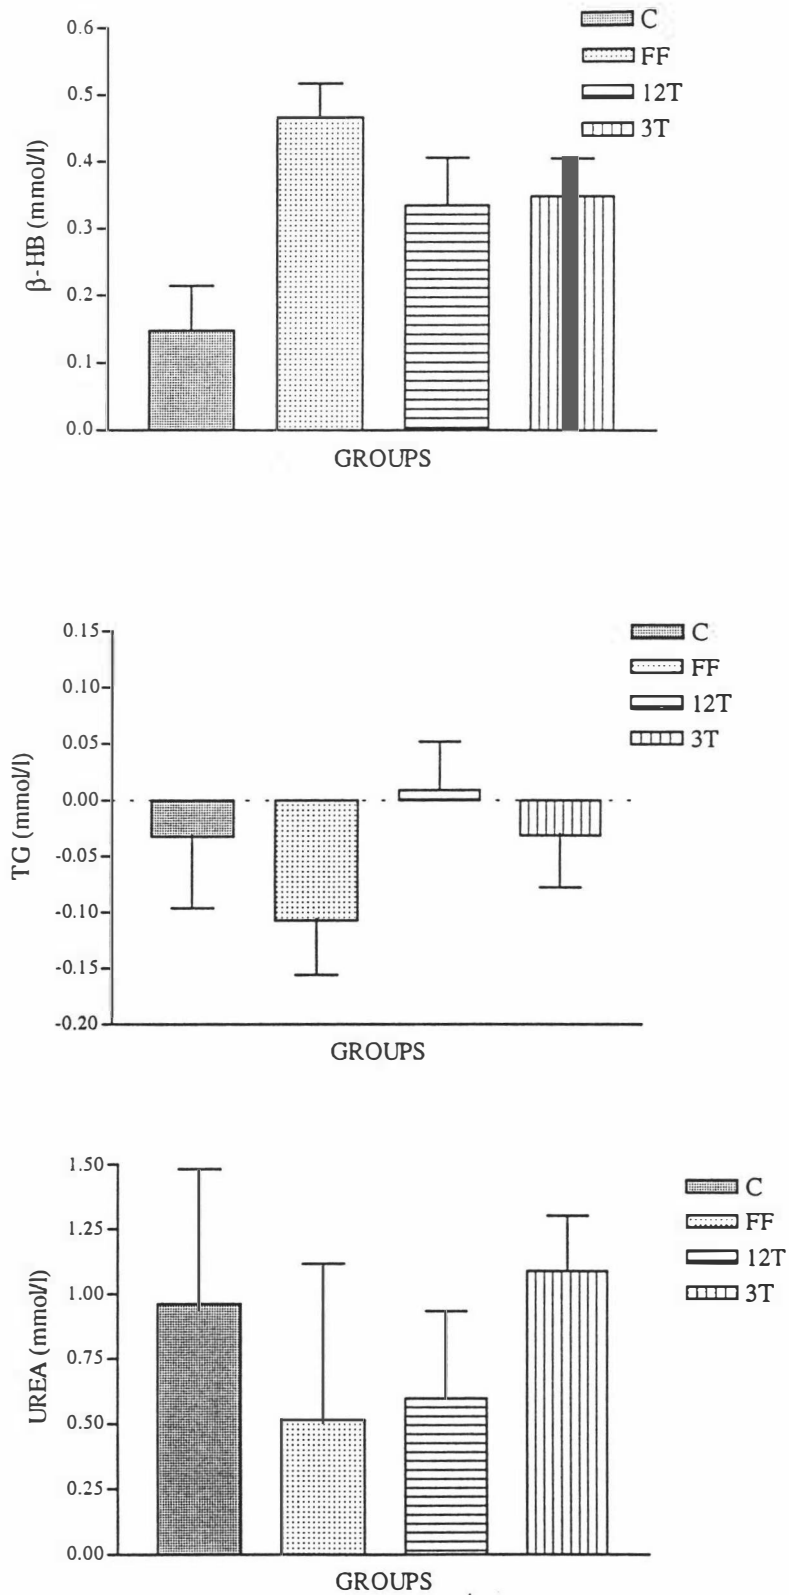 C
FF
12T
3T
0.6
0.5
0.4
0.3
0.2
0.1
0.0
β-HB (mmol/l)
GROUPS
C
FF
12T
3T
0.15
0.10
0.05
0.00
-0.05
-0.10
-0.15
-0.20
TG (mmol/l)
GROUPS
C
FF
12T
3T
1.50
1.25
1.00
0.75
0.50
0.25
0.00
UREA (mmol/l)
GROUPS